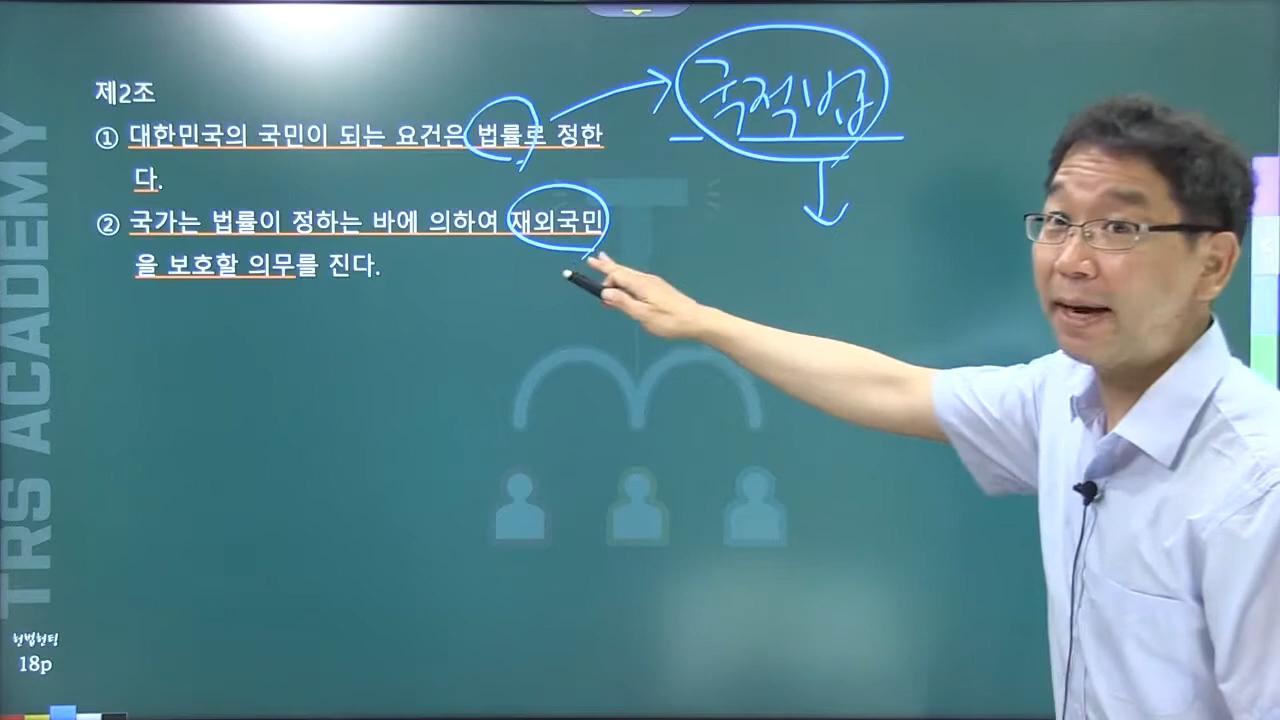 제2조
① 대한민국의 국민이 되는 요건은 법률로 정한
다.
② 국가는 법률이 정하는 바에 의하여 재외국민
을 보호할 의무를 진다.
국적법
TRS ACADEMY
헌법헌팅
18p